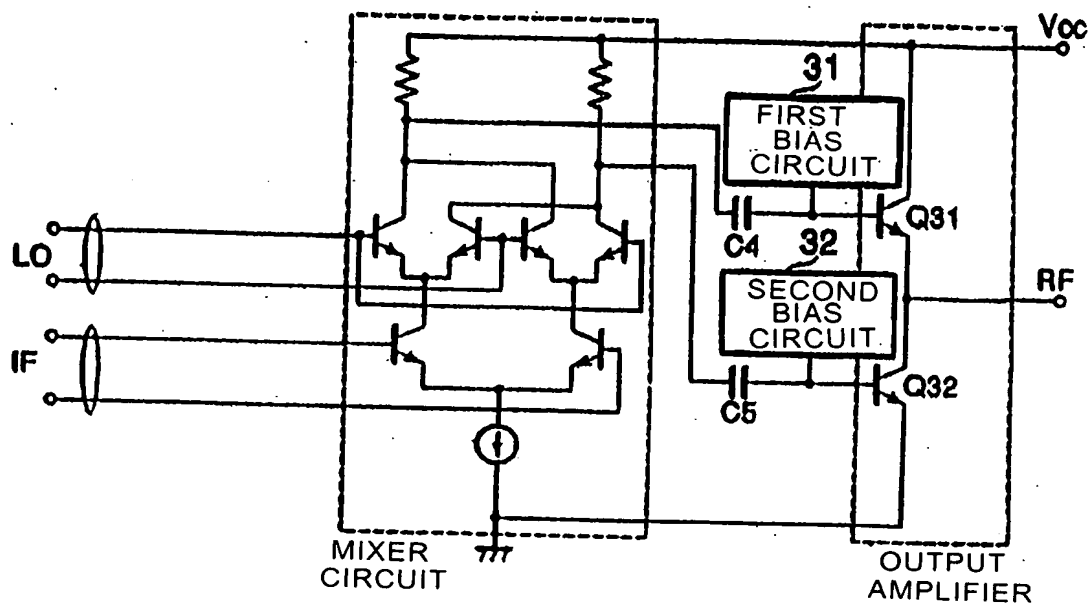 Vcc
31
FIRST
BIAS
CIRCUIT
Q31
C4
LO
32
SECOND
BIAS
CIRCUIT
RF
IF
Q32
C5
MIXER
CIRCUIT
OUTPUT
AMPLIFIER